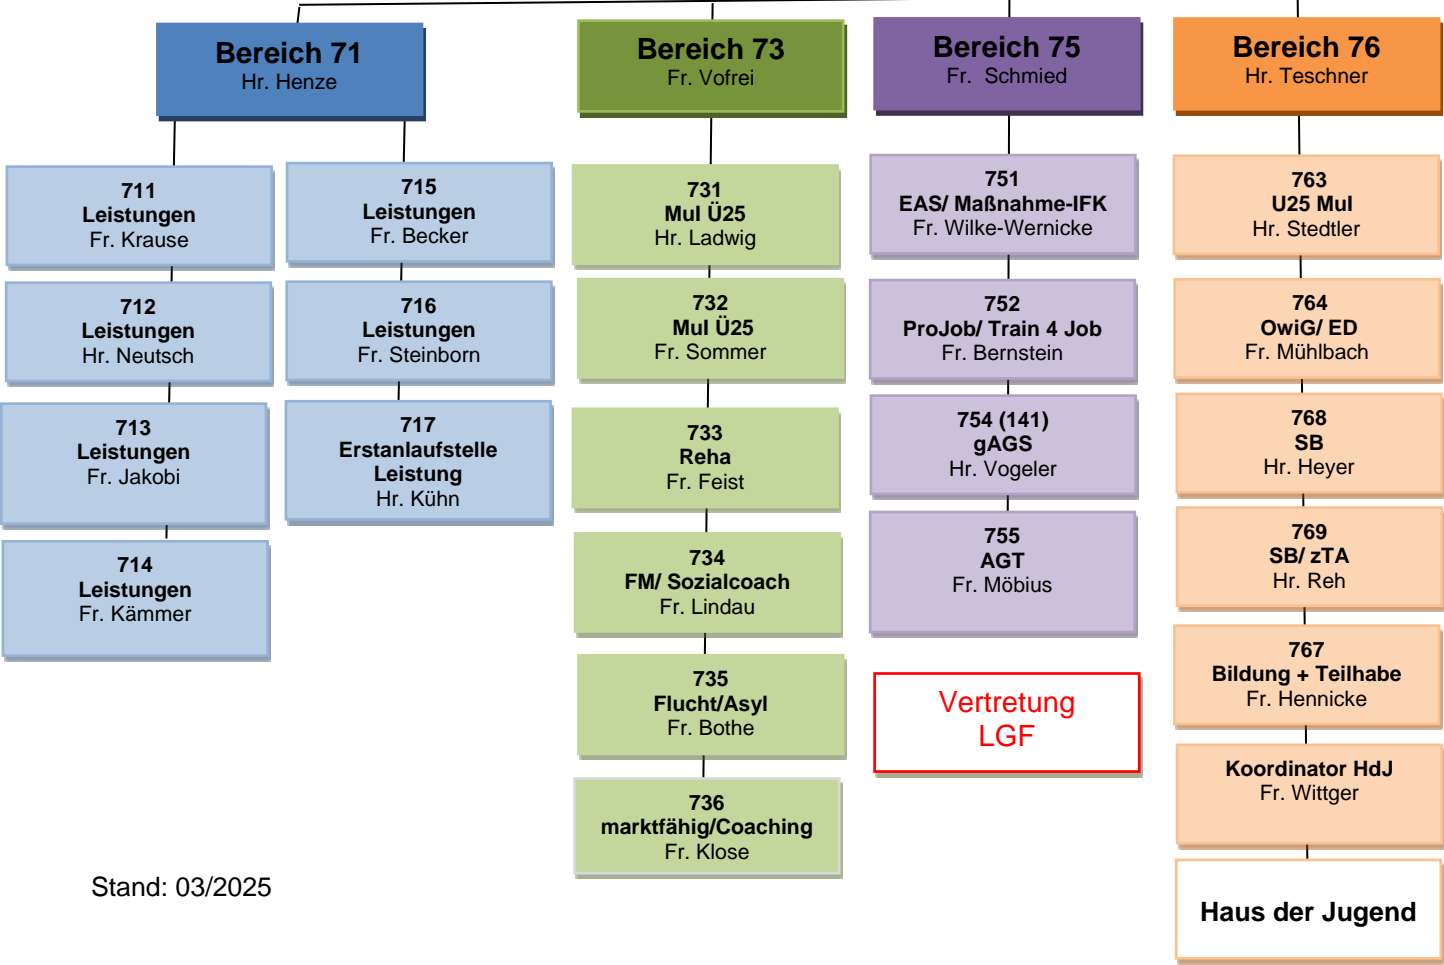 Bereich 71
Hr. Henze
711
Leistungen
Fr. Krause
712
Leistungen
Hr. Neutsch
713
Leistungen
Fr. Jakobi
714
Leistungen
Fr. Kämmer
715
Leistungen
Fr. Becker
716
Leistungen
Fr. Steinborn
717
Erstanlaufstelle
Leistung
Hr. Kühn
Bereich 73
Fr. Vofrei
731
MuI Ü25
Hr. Ladwig
732
MuI Ü25
Fr. Sommer
733
Reha
Fr. Feist
734
FM/ Sozialcoach
Fr. Lindau
735
Flucht/Asyl
Fr. Bothe
736
marktfähig/Coaching
Fr. Klose
Bereich 75
Fr. Schmied
751
EAS/ Maßnahme-IFK
Fr. Wilke-Wernicke
752
ProJob/ Train 4 Job
Fr. Bernstein
754 (141)
gAGS
Hr. Vogeler
755
AGT
Fr. Möbius
Vertretung
LGF
Bereich 76
Hr. Teschner
763
U25 MuI
Hr. Stedtler
764
OwiG/ ED
Fr. Mühlbach
768
SB
Hr. Heyer
769
SB/ zTA
Hr. Reh
767
Bildung + Teilhabe
Fr. Hennicke
Koordinator HdJ
Fr. Wittger
Haus der Jugend
Stand: 03/2025